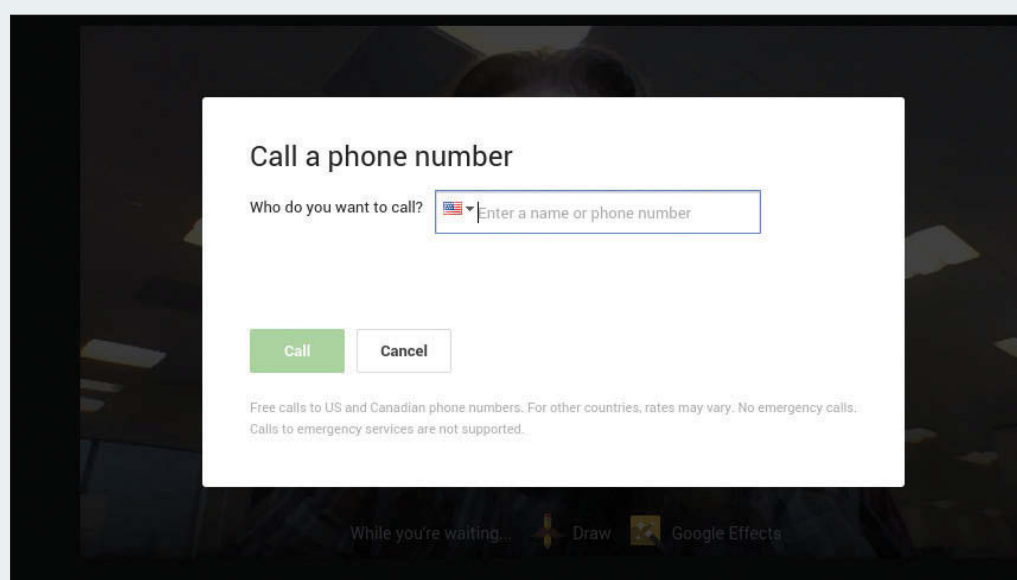 Call a phone number
Who do you want to call? Enter a name or phone number
Call Cancel
Free calls to US and Canadian phone numbers. For other countries, rates may vary. No emergency calls.
Calls to emergency services are not supported.
While you're waiting... Draw Google Effects